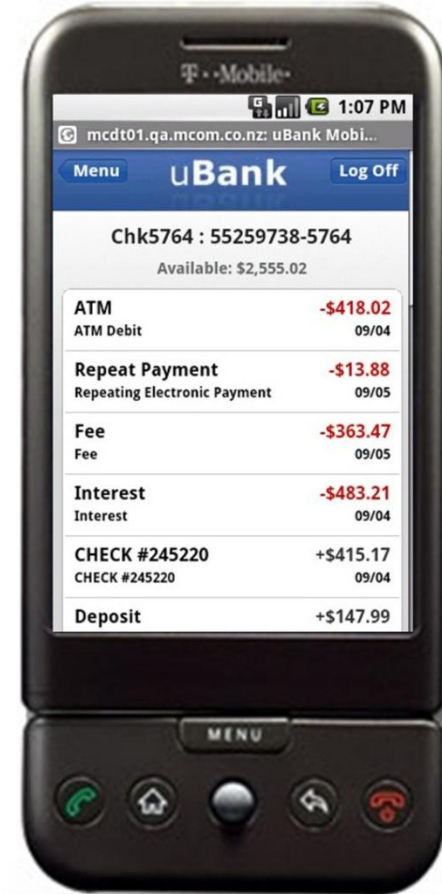 T··Mobile·
G 1:07 PM
mcdt01.qa.mcom.co.nz: uBank Mobi...
Menu uBank Log Off
Chk5764 : 55259738-5764
Available: $2,555.02
ATM -$418.02
ATM Debit 09/04
Repeat Payment -$13.88
Repeating Electronic Payment 09/05
Fee -$363.47
Fee 09/05
Interest -$483.21
Interest 09/04
CHECK #245220 +$415.17
CHECK #245220 09/04
Deposit +$147.99
MENU